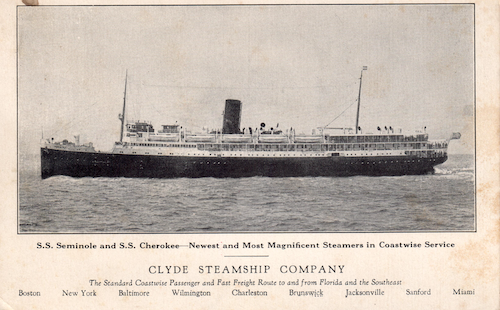 S.S. Seminole and S.S. Cherokee—Newest and Most Magnificent Steamers in Coastwise Service
CLYDE STEAMSHIP COMPANY
The Standard Coastwise Passenger and Fast Freight Route to and from Florida and the Southeast
Boston New York Baltimore Wilmington Charleston Brunswick Jacksonville Sanford Miami